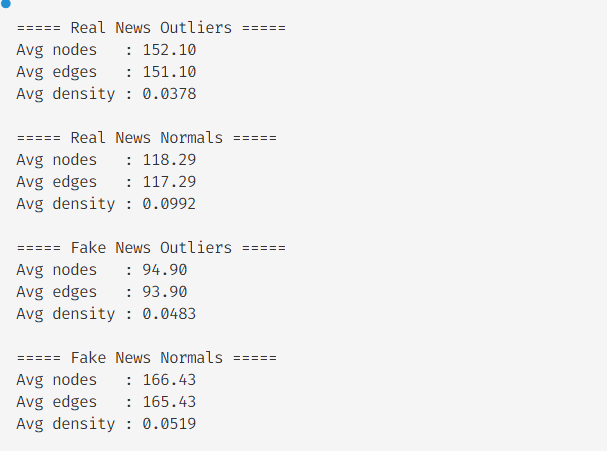 ===== Real News Outliers =====
Avg nodes   : 152.10
Avg edges   : 151.10
Avg density : 0.0378
===== Real News Normals =====
Avg nodes   : 118.29
Avg edges   : 117.29
Avg density : 0.0992
===== Fake News Outliers =====
Avg nodes   : 94.90
Avg edges   : 93.90
Avg density : 0.0483
===== Fake News Normals =====
Avg nodes   : 166.43
Avg edges   : 165.43
Avg density : 0.0519